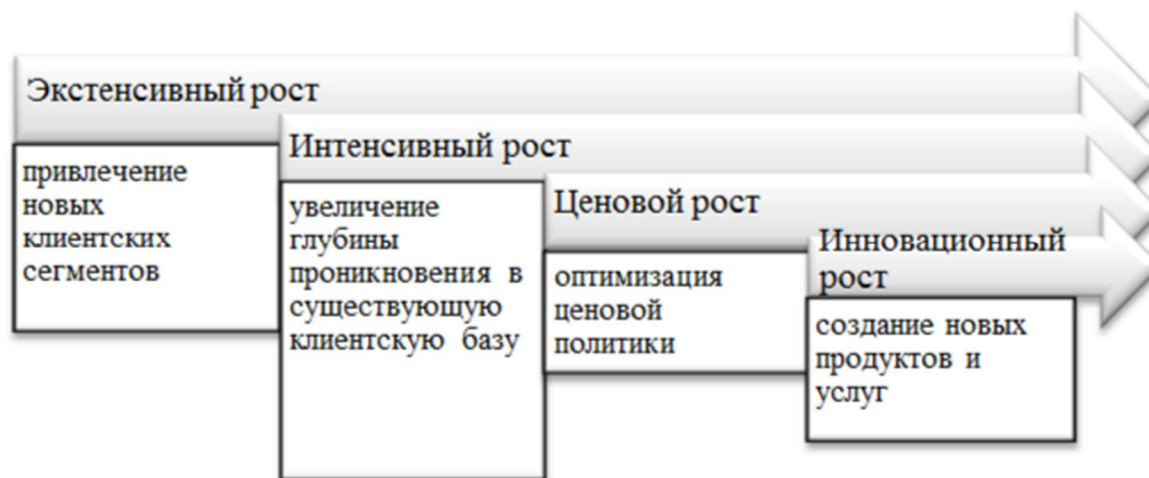 Экстенсивный рост
привлечение
новых
клиентских
сегментов
Интенсивный рост
увеличение
глубины
проникновения в
существующую
клиентскую базу
Ценовой рост
оптимизация
ценовой
политики
Инновационный
рост
создание новых
продуктов и
услуг